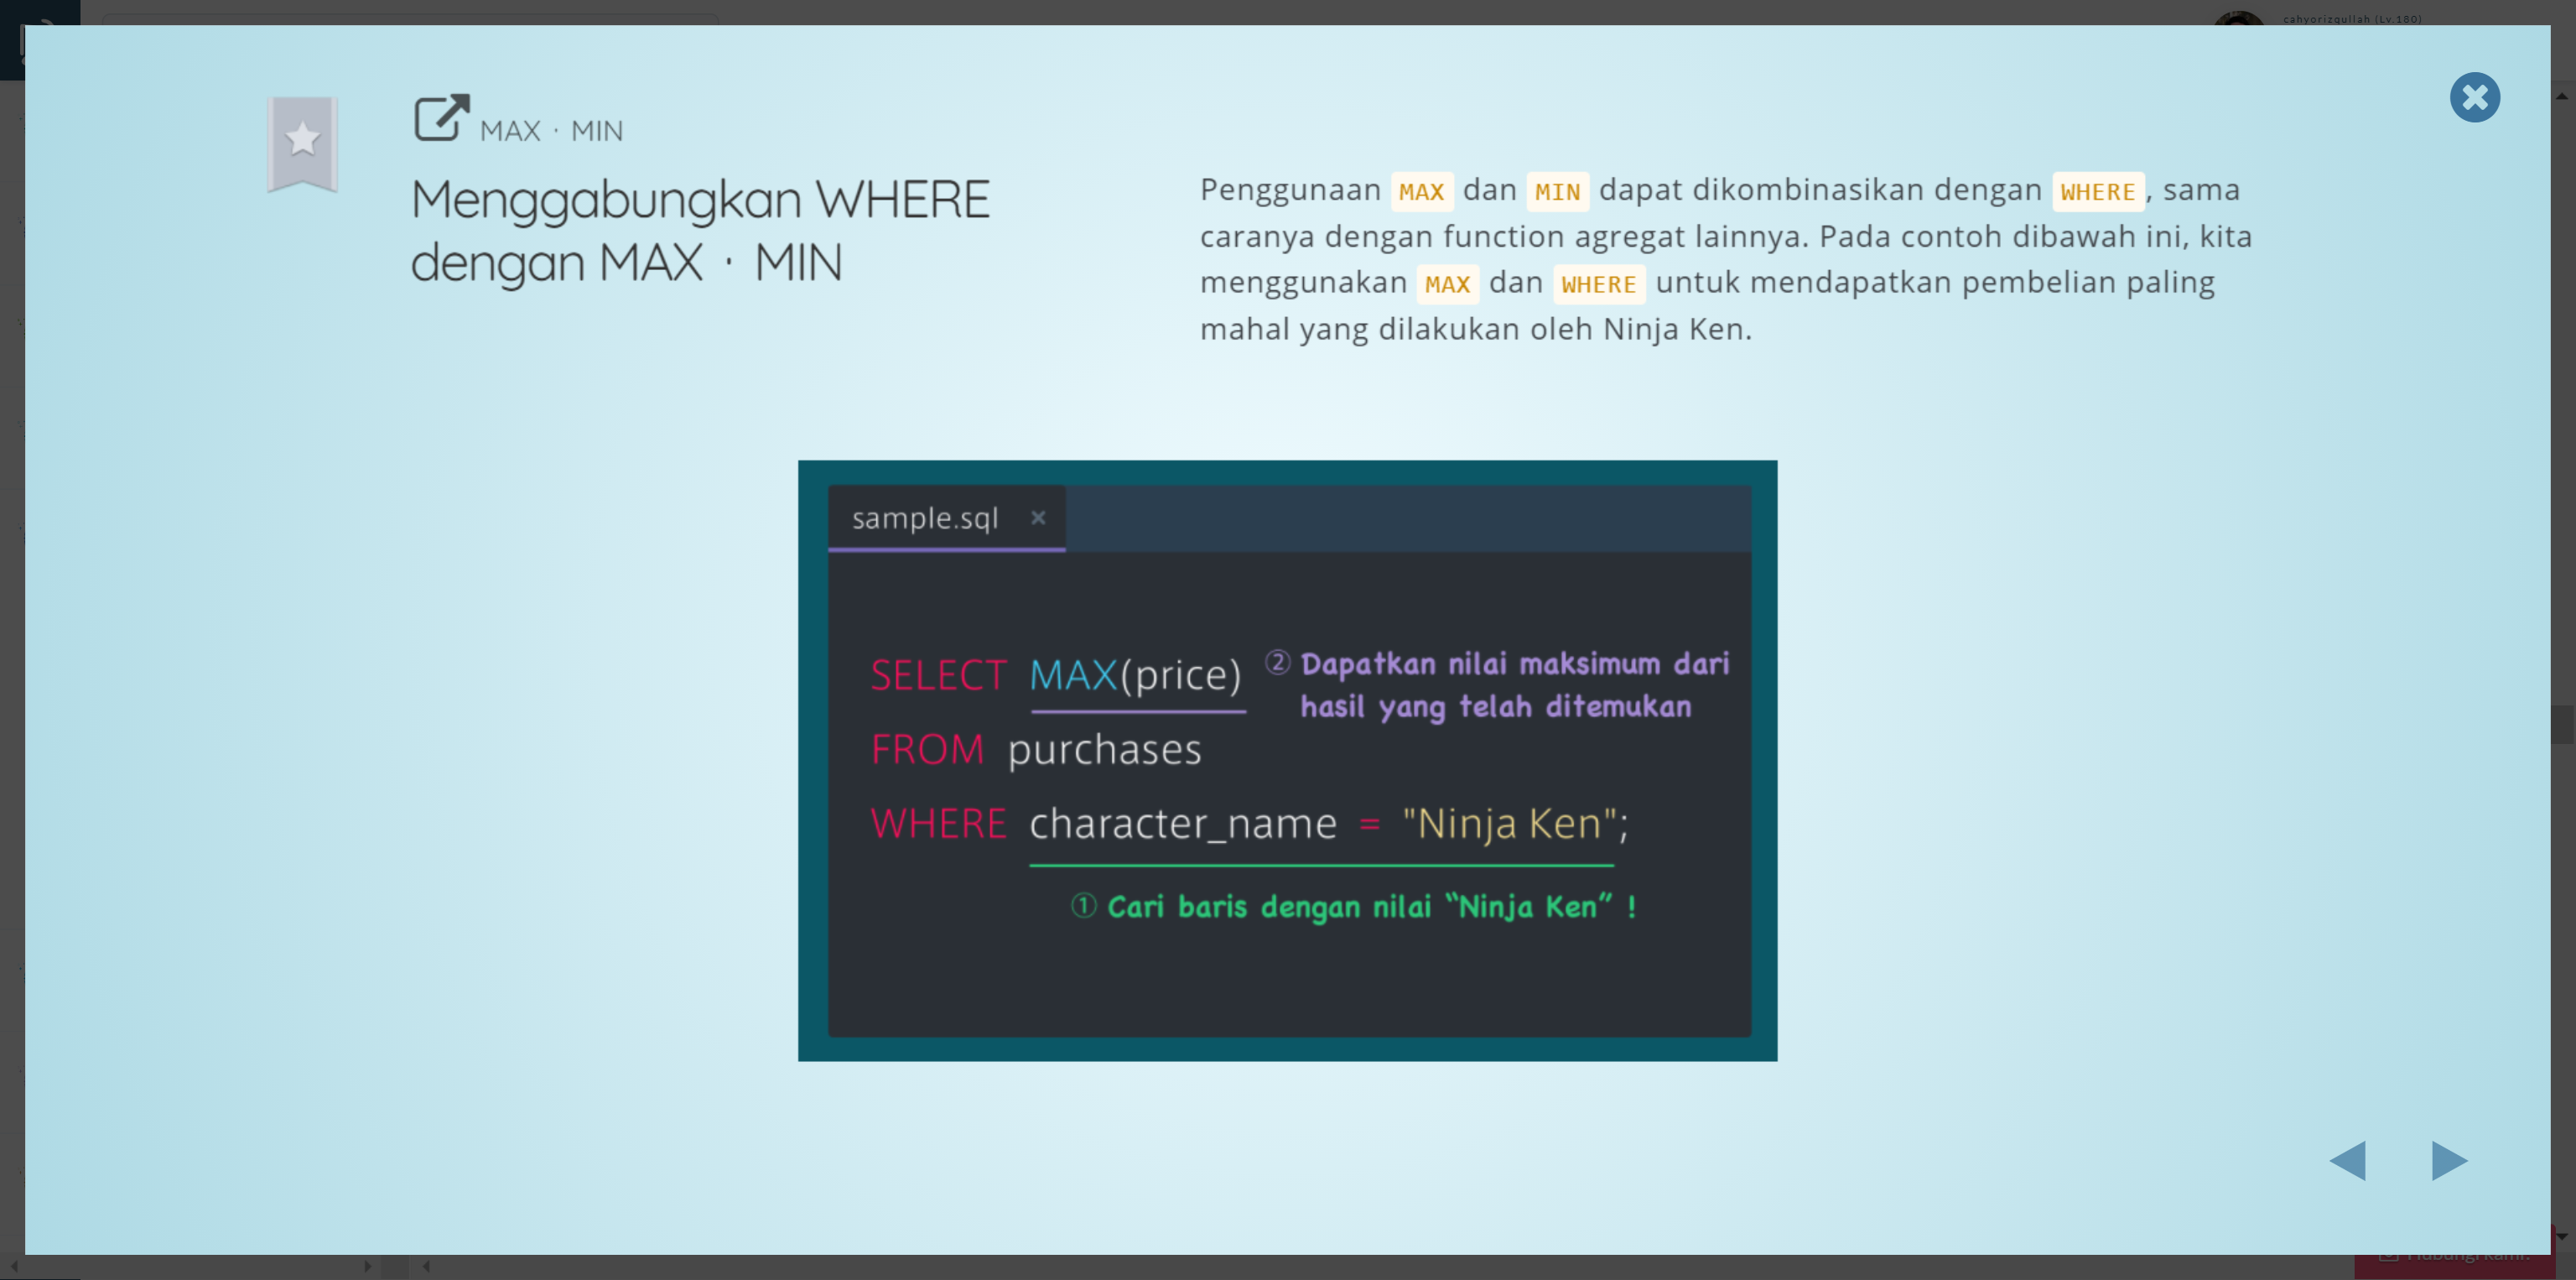 cahyorizqullah (Lv.180)
MAX · MIN
Menggabungkan WHERE
dengan MAX · MIN
Penggunaan MAX dan MIN dapat dikombinasikan dengan WHERE, sama
caranya dengan function agregat lainnya. Pada contoh dibawah ini, kita
menggunakan MAX dan WHERE untuk mendapatkan pembelian paling
mahal yang dilakukan oleh Ninja Ken.
sample.sql ×
SELECT MAX(price) ② Dapatkan nilai maksimum dari
hasil yang telah ditemukan
FROM purchases
WHERE character_name = "Ninja Ken";
① Cari baris dengan nilai “Ninja Ken” !